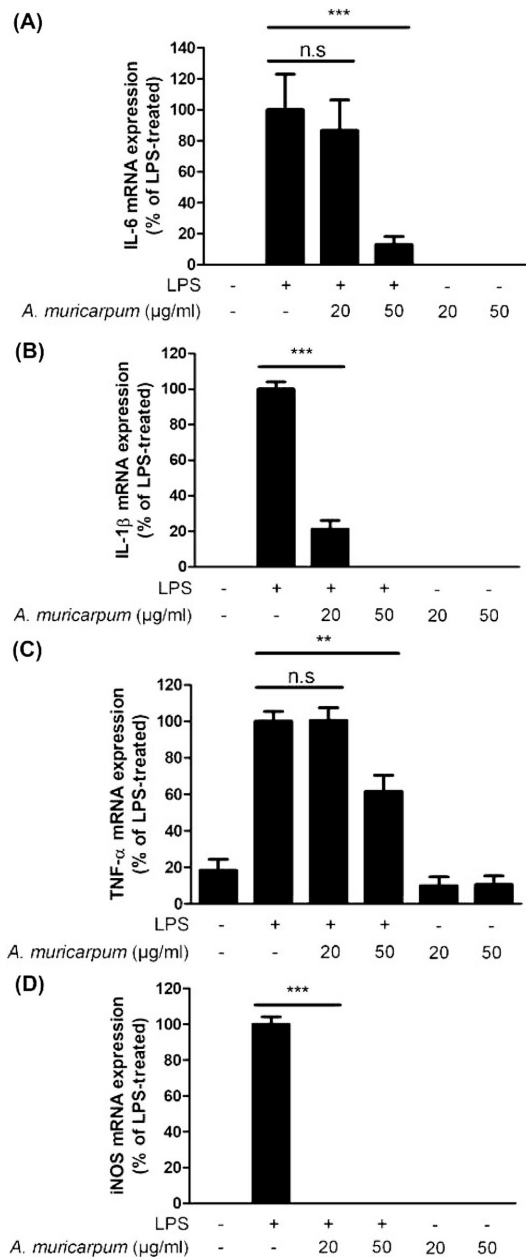 (A)
***
n.s
IL-6 mRNA expression
(% of LPS-treated)
140
120
100
80
60
40
20
0
LPS - + + + - -
A. muricarpum (µg/ml) - - 20 50 20 50
(B)
***
IL-1β mRNA expression
(% of LPS-treated)
120
100
80
60
40
20
0
LPS - + + + - -
A. muricarpum (µg/ml) - - 20 50 20 50
(C)
**
n.s
TNF-α mRNA expression
(% of LPS-treated)
120
100
80
60
40
20
0
LPS - + + + - -
A. muricarpum (µg/ml) - - 20 50 20 50
(D)
***
iNOS mRNA expression
(% of LPS-treated)
120
100
80
60
40
20
0
LPS - + + + - -
A. muricarpum (µg/ml) - - 20 50 20 50